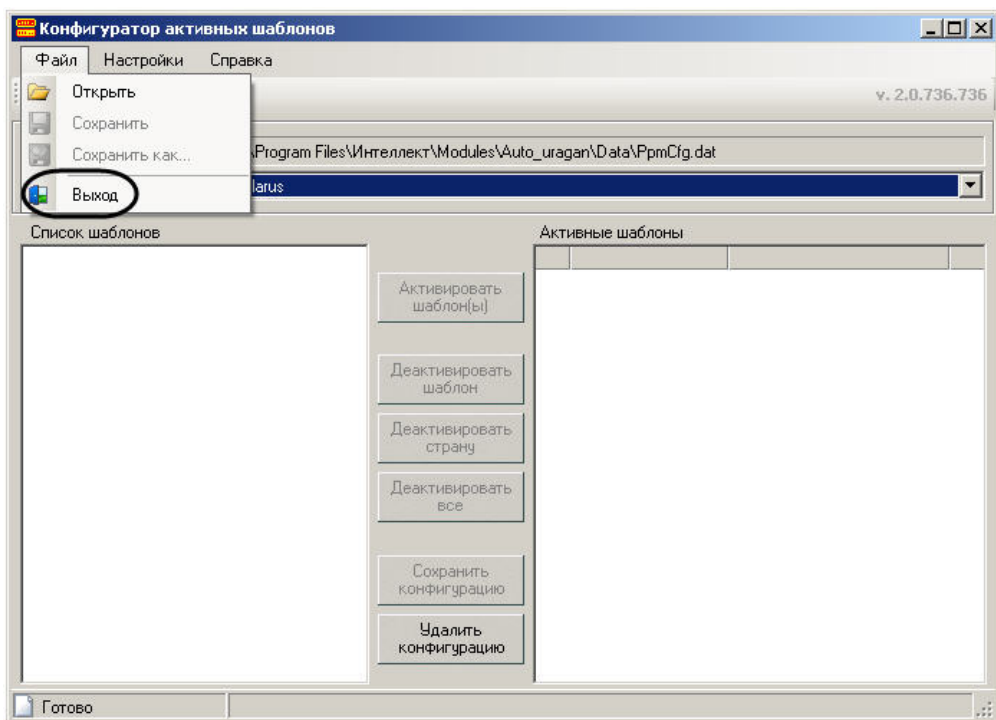 Конфигуратор активных шаблонов
Файл Настройки Справка
Открыть
v. 2.0.736.736
Сохранить
Сохранить как...
\Program Files\Интеллект\Modules\Auto_uragan\Data\PpmCfg.dat
larus
Выход
Список шаблонов
Активные шаблоны
Активировать
шаблон(ы)
Деактивировать
шаблон
Деактивировать
страну
Деактивировать
все
Сохранить
конфигурацию
Удалить
конфигурацию
Готово